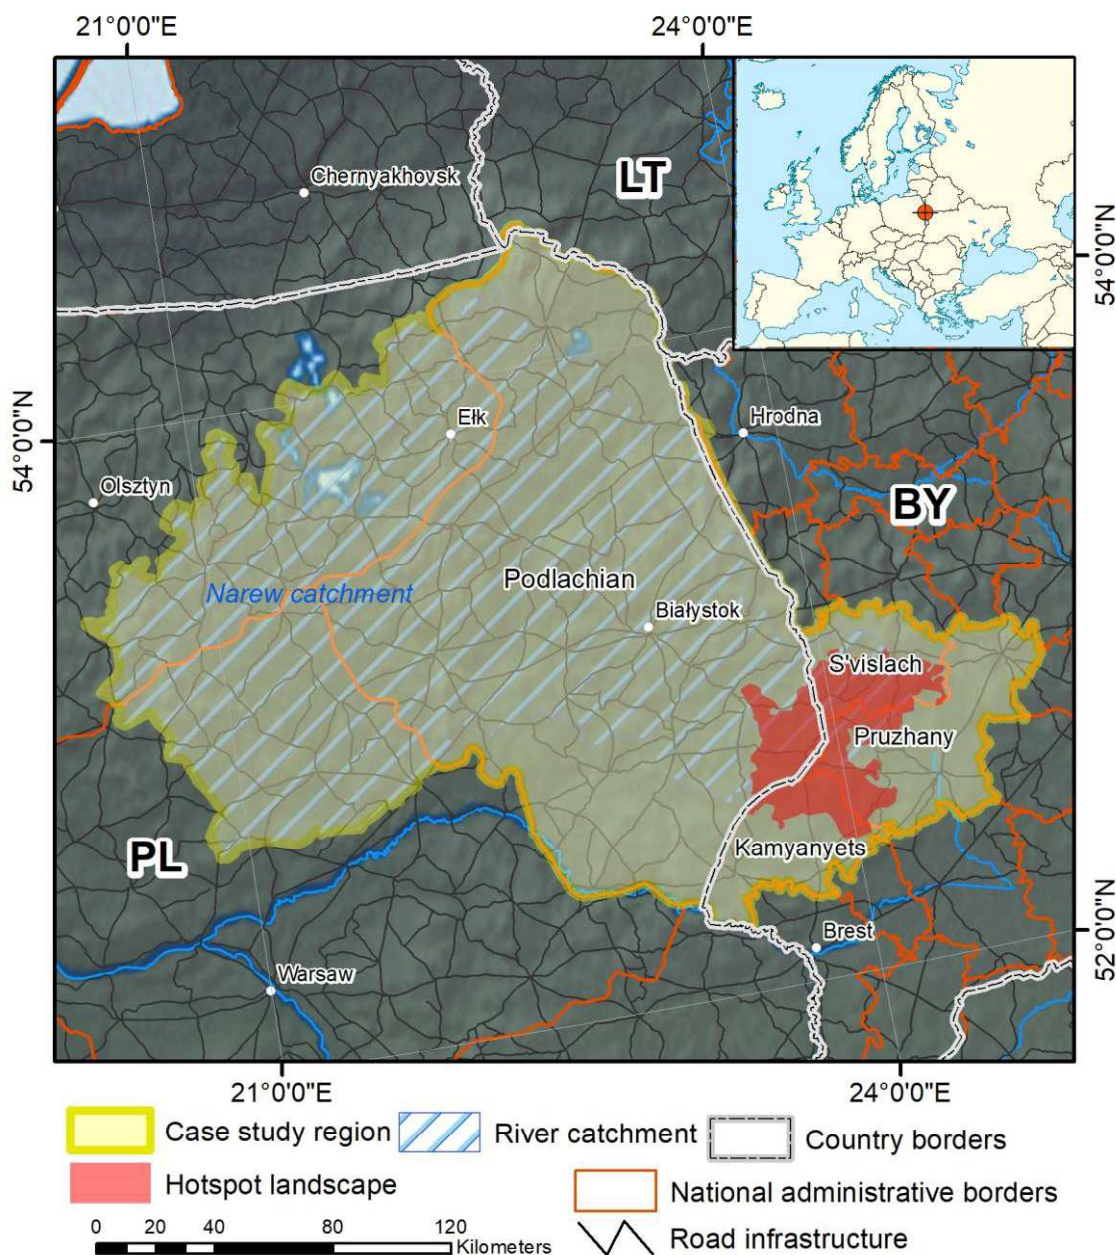 21°0'0"E
24°0'0"E
Chernyakhovsk
LT
54°0'0"N
Hrodna
Ełk
54°0'0"N
Olsztyn
BY
Podlachian
Narew catchment
Białystok
S'vislach
Pruzhany
PL
Kamyanyets
Brest
52°0'0"N
Warsaw
21°0'0"E
24°0'0"E
Case study region
River catchment
Country borders
Hotspot landscape
National administrative borders
0 20 40 80 120
Kilometers
Road infrastructure